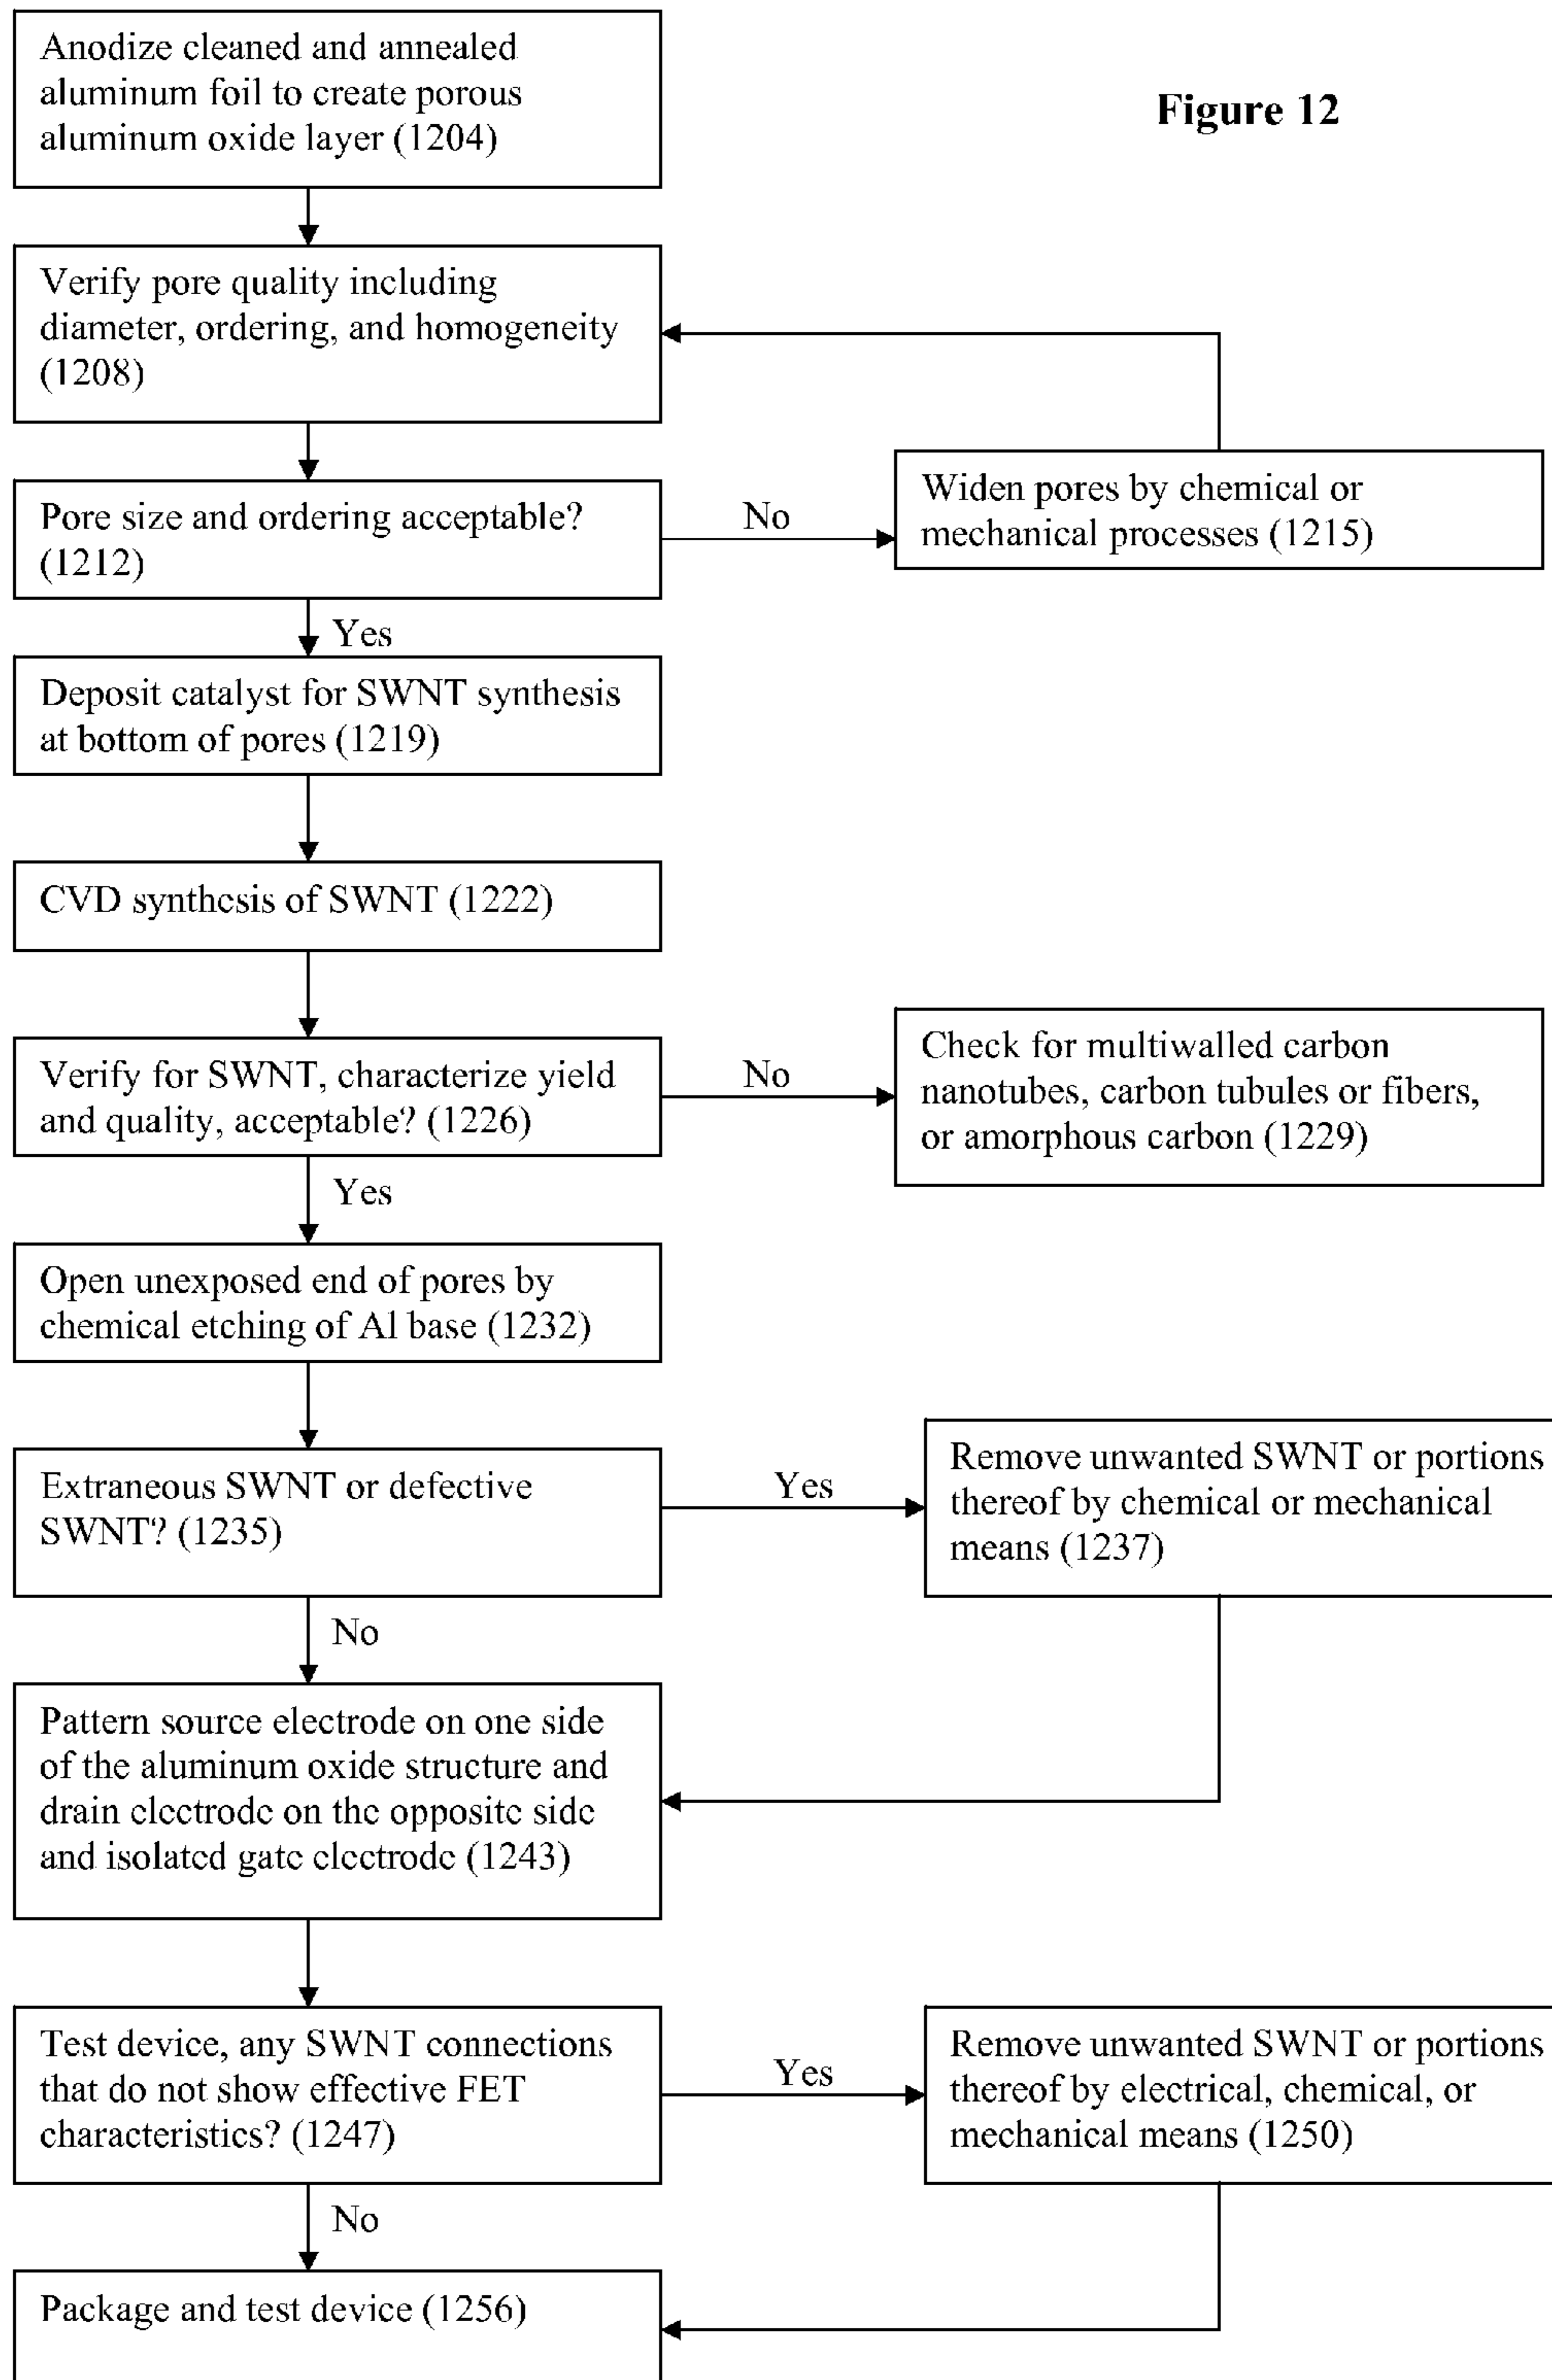 Figure 12
Anodize cleaned and annealed
aluminum foil to create porous
aluminum oxide layer (1204)
Verify pore quality including
diameter, ordering, and homogeneity
(1208)
Pore size and ordering acceptable?
(1212)
No
Widen pores by chemical or
mechanical processes (1215)
Yes
Deposit catalyst for SWNT synthesis
at bottom of pores (1219)
CVD synthesis of SWNT (1222)
Verify for SWNT, characterize yield
and quality, acceptable? (1226)
No
Check for multiwalled carbon
nanotubes, carbon tubules or fibers,
or amorphous carbon (1229)
Yes
Open unexposed end of pores by
chemical etching of Al base (1232)
Extraneous SWNT or defective
SWNT? (1235)
Yes
Remove unwanted SWNT or portions
thereof by chemical or mechanical
means (1237)
No
Pattern source electrode on one side
of the aluminum oxide structure and
drain electrode on the opposite side
and isolated gate electrode (1243)
Test device, any SWNT connections
that do not show effective FET
characteristics? (1247)
Yes
Remove unwanted SWNT or portions
thereof by electrical, chemical, or
mechanical means (1250)
No
Package and test device (1256)